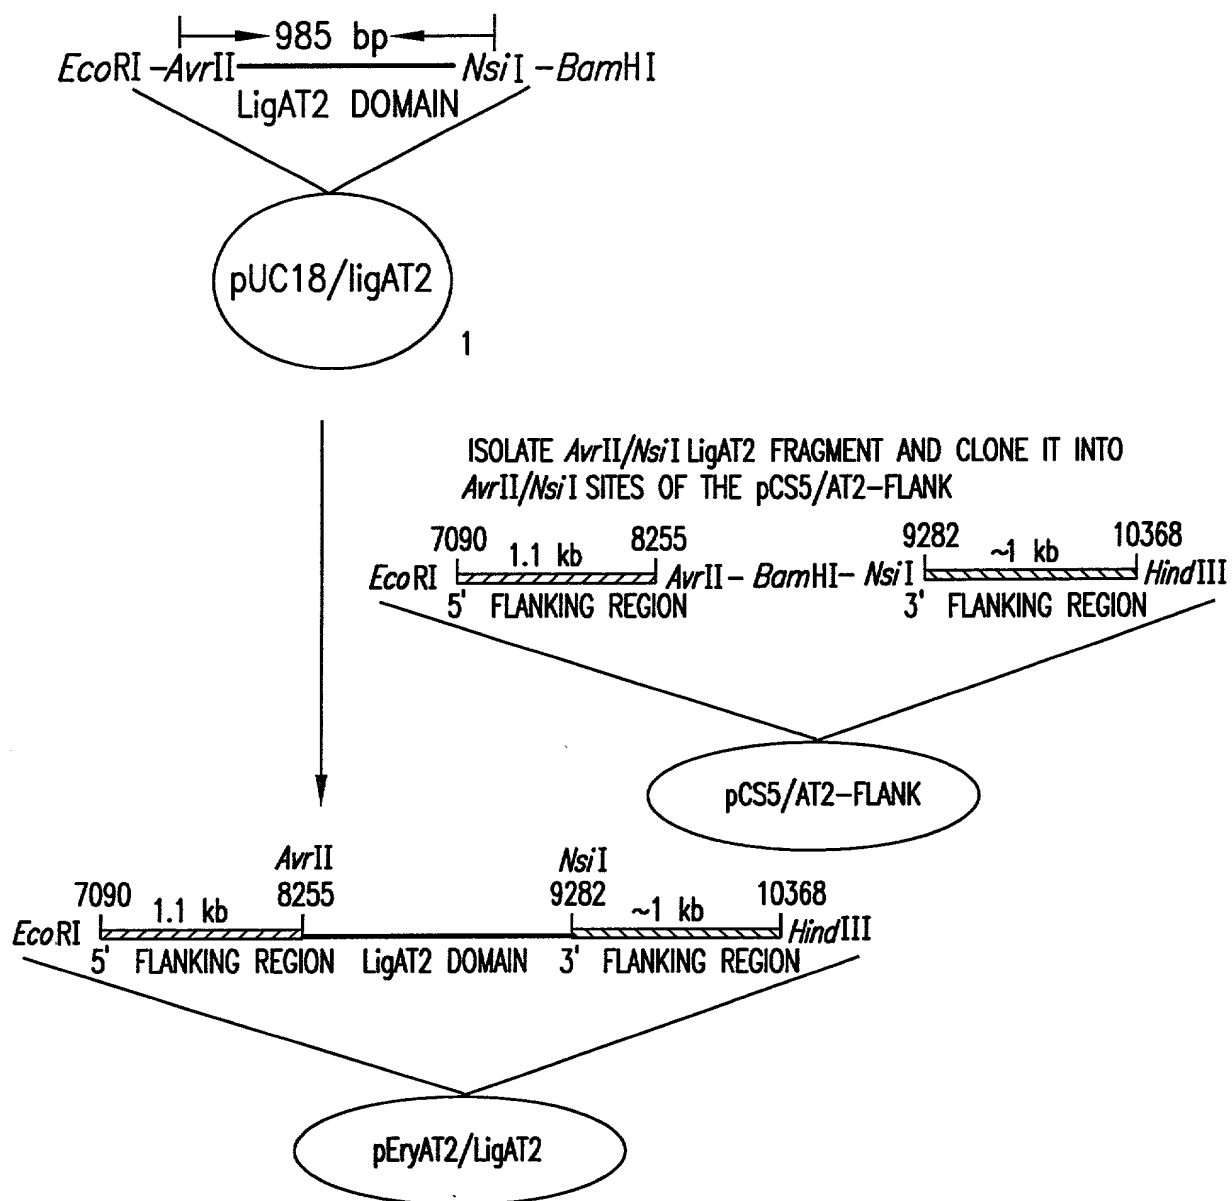 985 bp
EcoRI-AvrII NsiI-BamHI
LigAT2 DOMAIN
pUC18/ligAT2
1
ISOLATE AvrII/NsiI LigAT2 FRAGMENT AND CLONE IT INTO
AvrII/NsiI SITES OF THE pCS5/AT2-FLANK
7090 8255 9282 10368
1.1 kb ~1 kb
EcoRI AvrII-BamHI-NsiI HindIII
5' FLANKING REGION 3' FLANKING REGION
pCS5/AT2-FLANK
AvrII NsiI
7090 8255 9282 10368
1.1 kb ~1 kb
EcoRI HindIII
5' FLANKING REGION LigAT2 DOMAIN 3' FLANKING REGION
pEryAT2/LigAT2